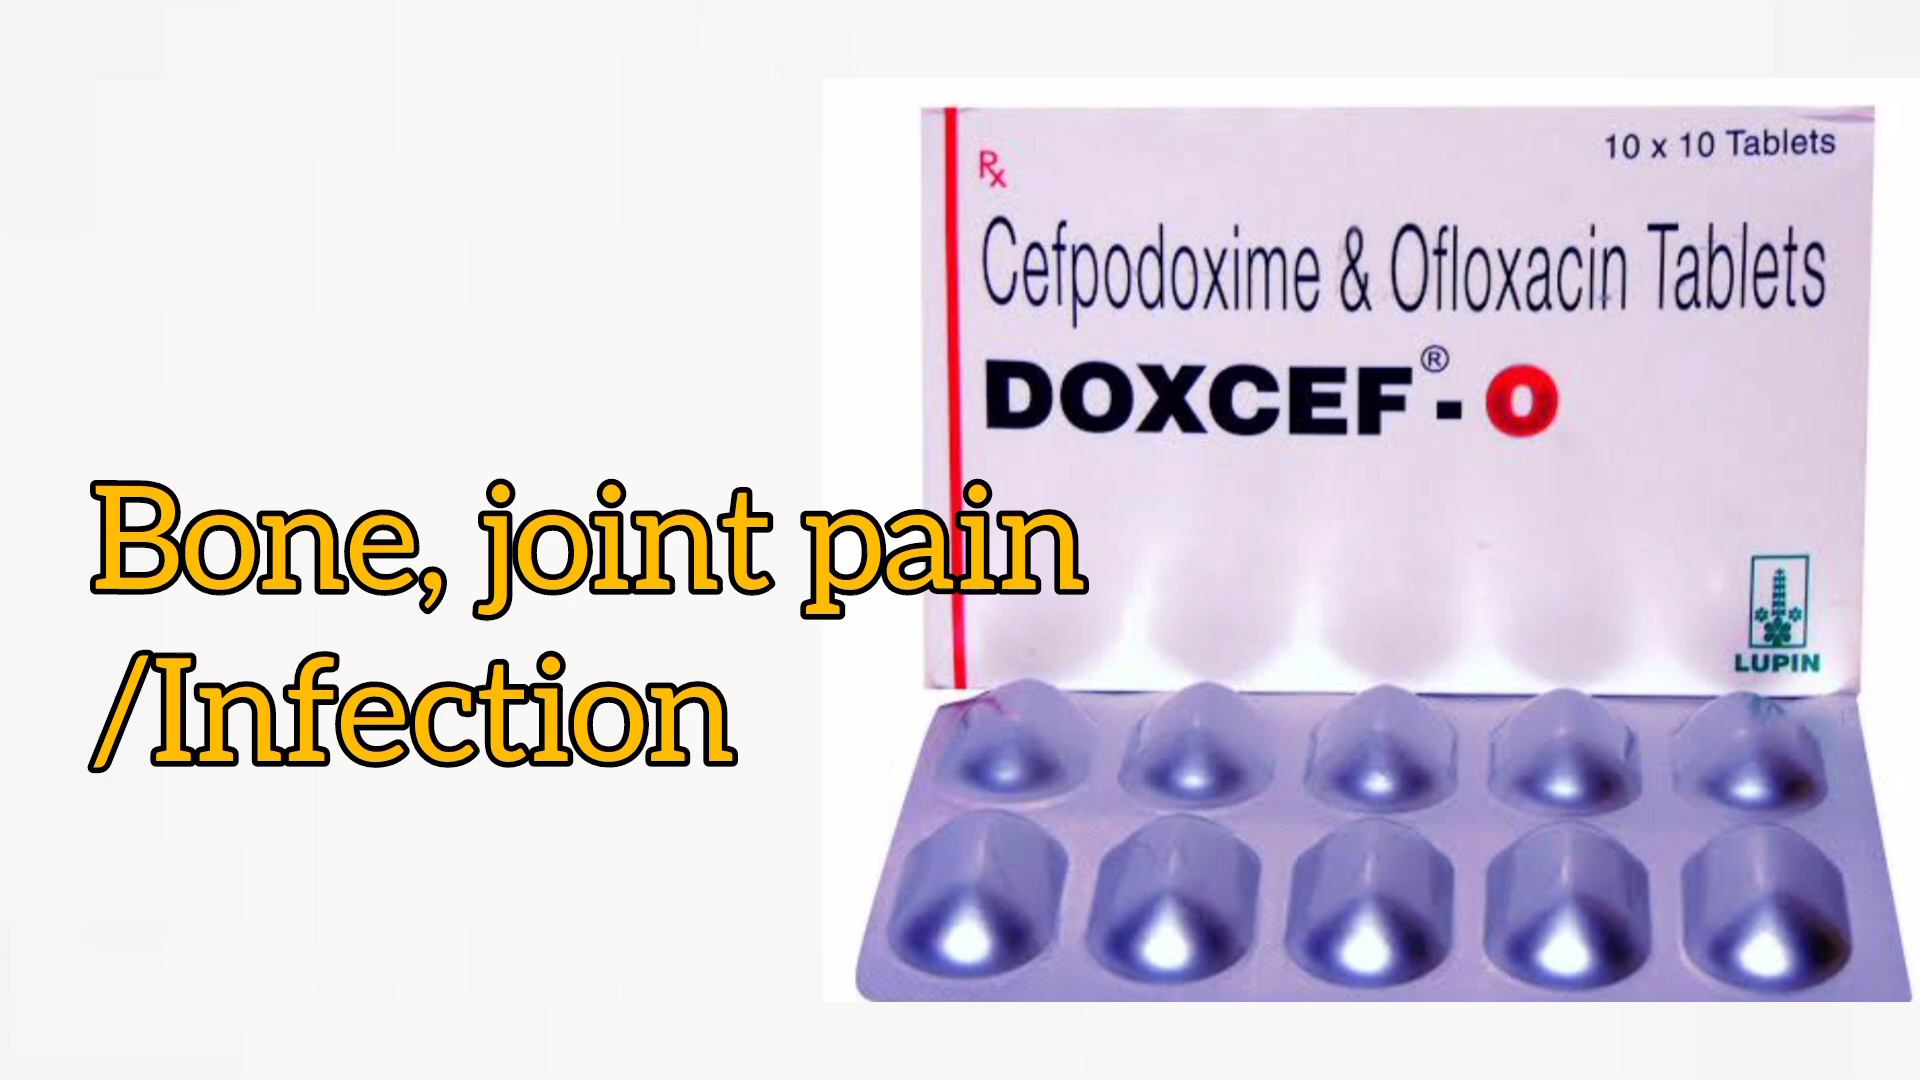 Rx
10 x 10 Tablets
Cefpodoxime & Ofloxacin Tablets
DOXCEF® - O
Bone, joint pain
/Infection
LUPIN